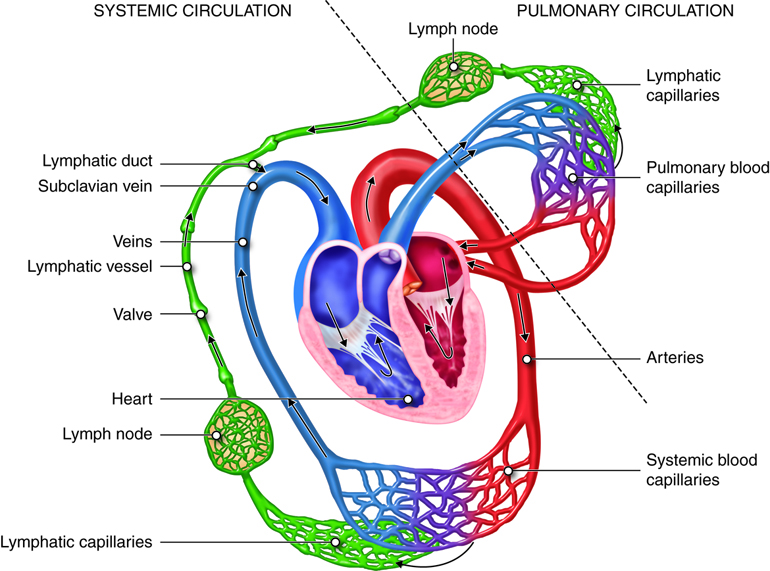 SYSTEMIC CIRCULATION
PULMONARY CIRCULATION
Lymph node
Lymphatic
capillaries
Lymphatic duct
Subclavian vein
Pulmonary blood
capillaries
Veins
Lymphatic vessel
Valve
Arteries
Heart
Lymph node
Systemic blood
capillaries
Lymphatic capillaries